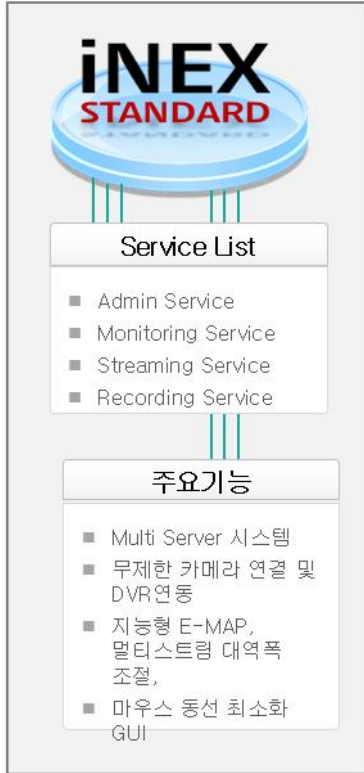 iNEX
STANDARD
Service List
■ Admin Service
■ Monitoring Service
■ Streaming Service
■ Recording Service
주요기능
■ Multi Server 시스템
■ 무제한 카메라 연결 및
DVR연동
■ 지능형 E-MAP,
멀티스트림 대역폭
조절,
■ 마우스 동선 최소화
GUI